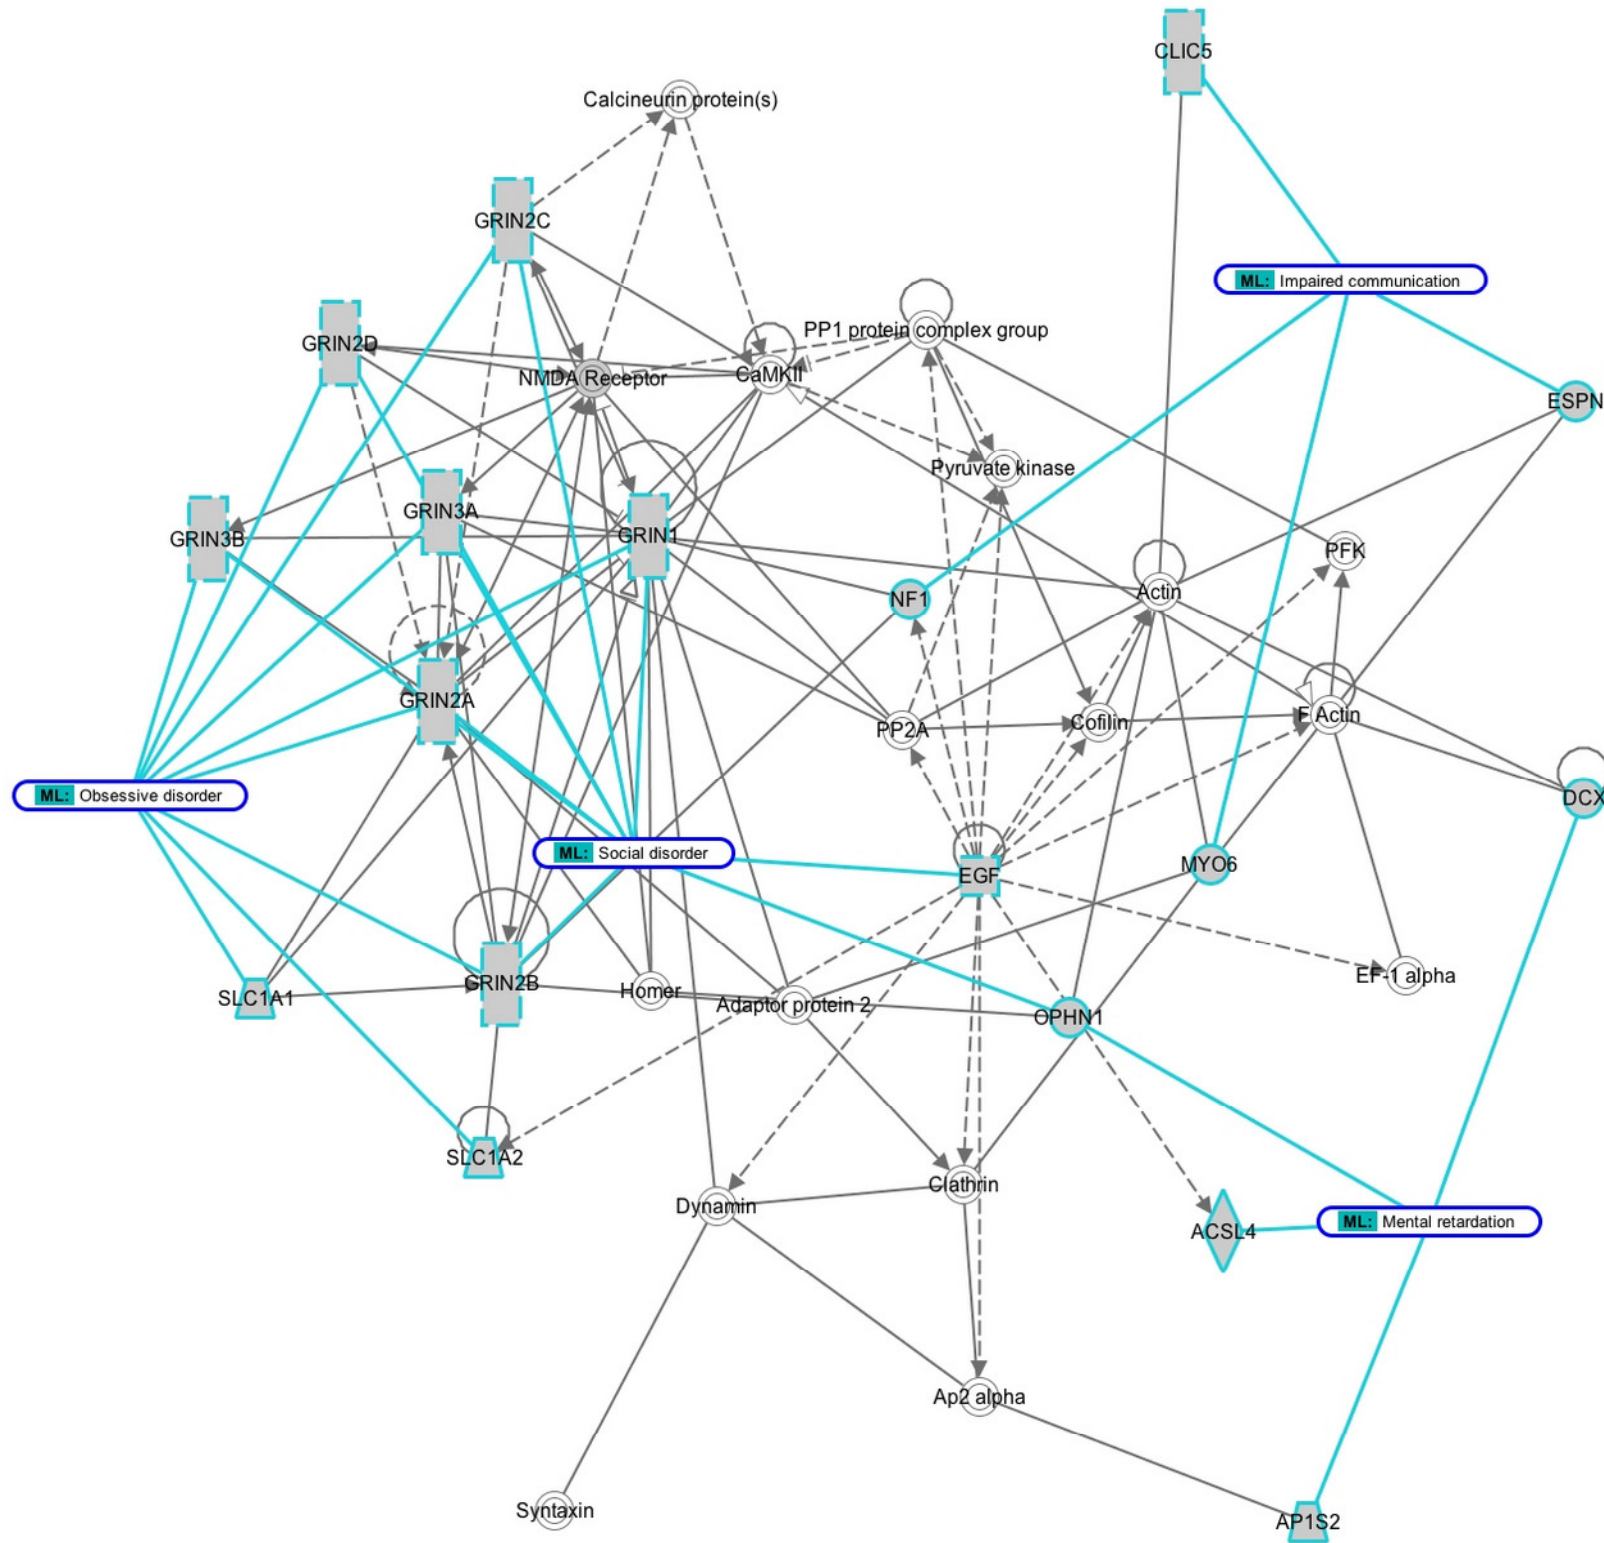 CLIC5
Calcineurin protein(s)
GRIN2C
ML: Impaired communication
PP1 protein complex group
GRIN2D
NMDA Receptor
CaMKII
ESPN
Pyruvate kinase
GRIN3A
GRIN3B
GRIN1
PFK
Actin
NF1
GRIN2A
F Actin
Cofilin
PP2A
ML: Obsessive disorder
DCX
ML: Social disorder
MYO6
EGF
EF-1 alpha
GRIN2B
Homer
SLC1A1
Adaptor protein 2
OPHN1
SLC1A2
Clathrin
Dynamin
ML: Mental retardation
ACSL4
Ap2 alpha
Syntaxin
AP1S2